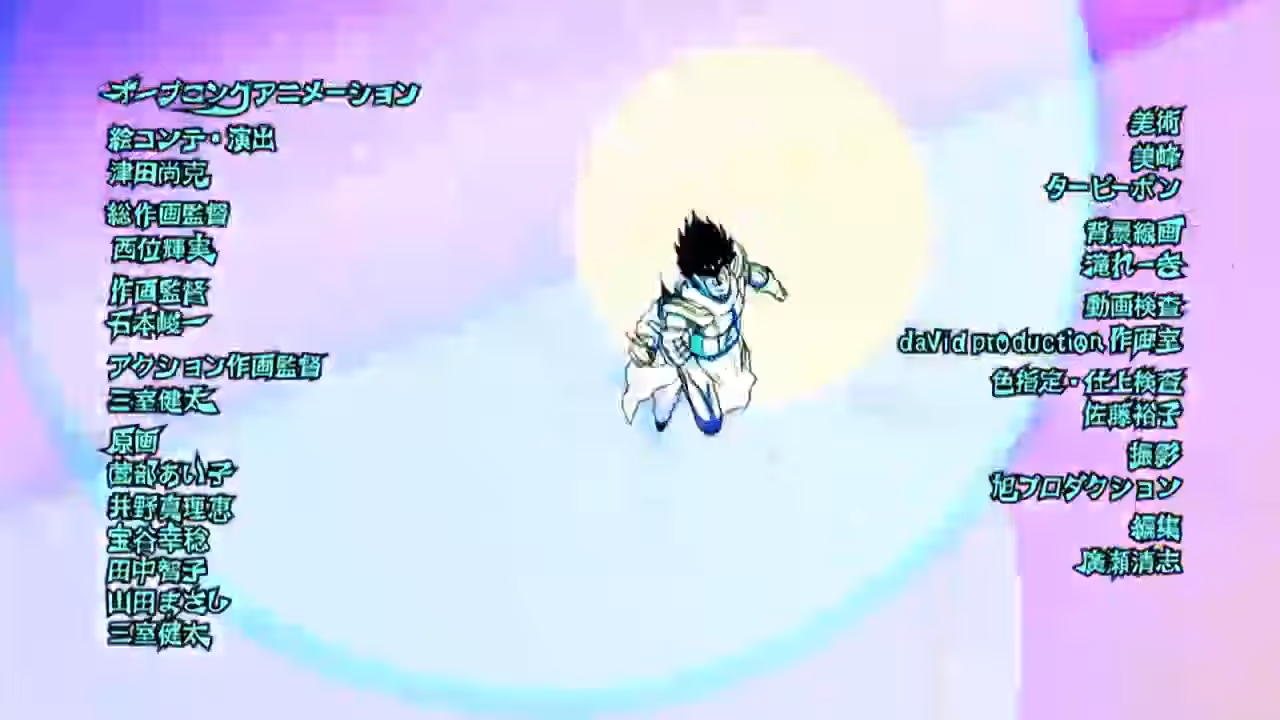 オープニングアニメーション
絵コンテ・演出
津田尚克
総作画監督
西位輝実
作画監督
石本峻一
アクション作画監督
三室健太
原画
薗部あい子
井野真理恵
宝谷幸稔
田中智子
山田まさし
三室健太
美術
美峰
ターピーポン
背景線画
滝れーき
動画検査
david production 作画室
色指定・仕上検査
佐藤裕子
撮影
旭プロダクション
編集
廣瀬清志